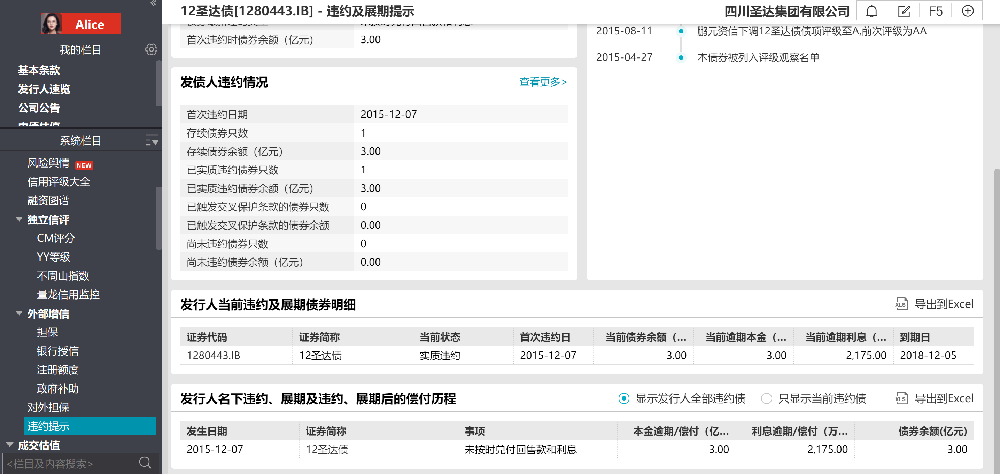 12圣达债[1280443.IB] - 违约及展期提示
四川圣达集团有限公司
F5
Alice
我的栏目
基本条款
发行人速览
公司公告
中债估值
系统栏目
风险舆情 NEW
信用评级大全
融资图谱
独立信评
CM评分
YY等级
不周山指数
量龙信用监控
外部增信
担保
银行授信
注册额度
政府补助
对外担保
违约提示
成交估值
<栏目及内容搜索>
首次违约时债券余额（亿元） 3.00
2015-08-11 鹏元资信下调12圣达债债项评级至A,前次评级为AA
2015-04-27 本债券被列入评级观察名单
发债人违约情况 查看更多>
首次违约日期 2015-12-07
存续债券只数 1
存续债券余额（亿元） 3.00
已实质违约债券只数 1
已实质违约债券余额（亿元） 3.00
已触发交叉保护条款的债券只数 0
已触发交叉保护条款的债券余额 0.00
尚未违约债券只数 0
尚未违约债券余额（亿元） 0.00
发行人当前违约及展期债券明细 XLS 导出到Excel
证券代码 证券简称 当前状态 首次违约日 当前债券余额（... 当前逾期本金（... 当前逾期利息（... 到期日
1280443.IB 12圣达债 实质违约 2015-12-07 3.00 3.00 2,175.00 2018-12-05
发行人名下违约、展期及违约、展期后的偿付历程 显示发行人全部违约债 只显示当前违约债 XLS 导出到Excel
发生日期 证券简称 事项 本金逾期/偿付（亿... 利息逾期/偿付（万... 债券余额(亿元)
2015-12-07 12圣达债 未按时兑付回售款和利息 3.00 2,175.00 3.00